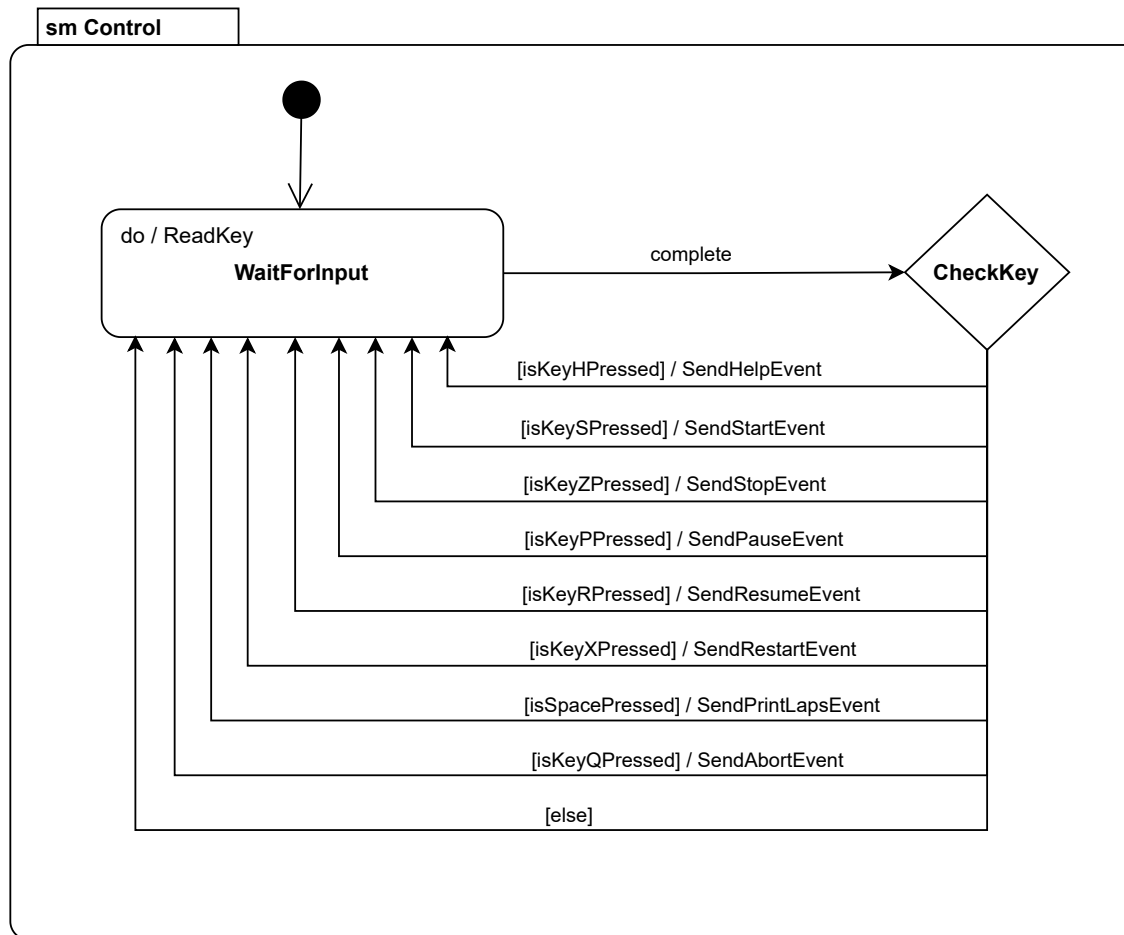 sm Control
do / ReadKey
WaitForInput
complete
CheckKey
[isKeyHPressed] / SendHelpEvent
[isKeySPressed] / SendStartEvent
[isKeyZPressed] / SendStopEvent
[isKeyPPressed] / SendPauseEvent
[isKeyRPressed] / SendResumeEvent
[isKeyXPressed] / SendRestartEvent
[isSpacePressed] / SendPrintLapsEvent
[isKeyQPressed] / SendAbortEvent
[else]